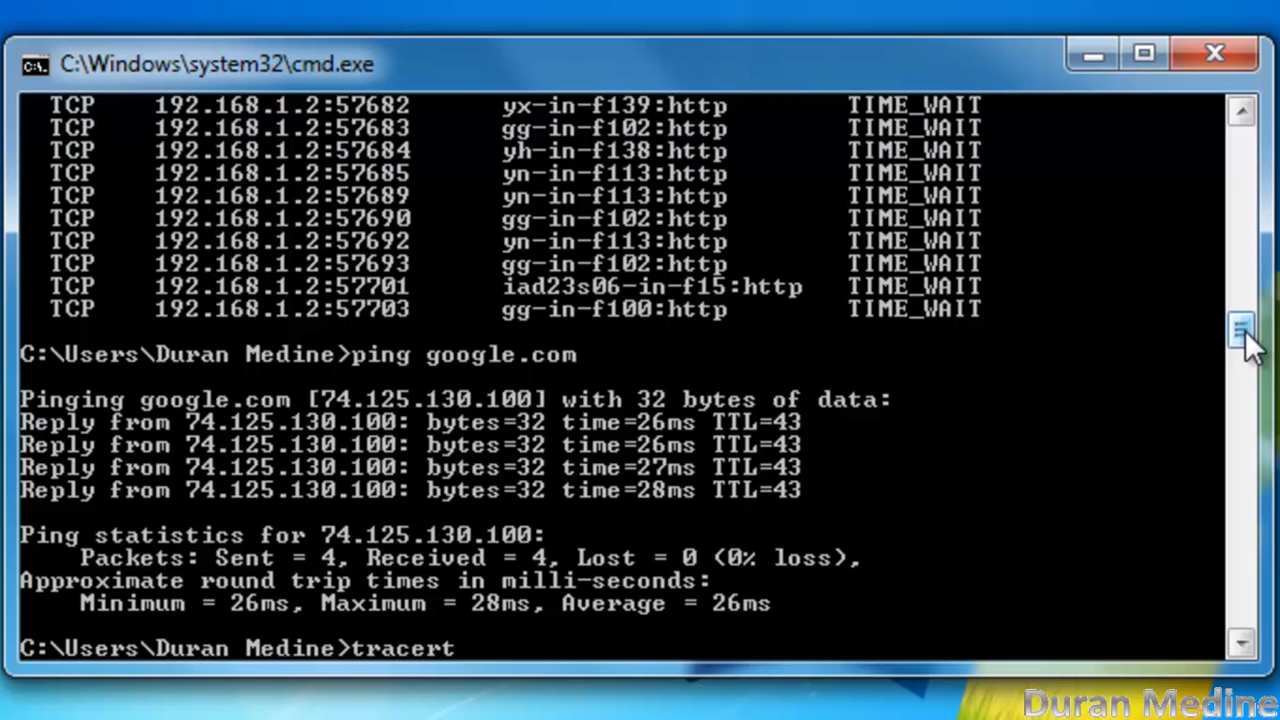 C:\Windows\system32\cmd.exe
TCP 192.168.1.2:57682 yx-in-f139:http TIME_WAIT
TCP 192.168.1.2:57683 gg-in-f102:http TIME_WAIT
TCP 192.168.1.2:57684 yh-in-f138:http TIME_WAIT
TCP 192.168.1.2:57685 yn-in-f113:http TIME_WAIT
TCP 192.168.1.2:57689 yn-in-f113:http TIME_WAIT
TCP 192.168.1.2:57690 gg-in-f102:http TIME_WAIT
TCP 192.168.1.2:57692 yn-in-f113:http TIME_WAIT
TCP 192.168.1.2:57693 gg-in-f102:http TIME_WAIT
TCP 192.168.1.2:57701 iad23s06-in-f15:http TIME_WAIT
TCP 192.168.1.2:57703 gg-in-f100:http TIME_WAIT
C:\Users\Duran Medine>ping google.com
Pinging google.com [74.125.130.100] with 32 bytes of data:
Reply from 74.125.130.100: bytes=32 time=26ms TTL=43
Reply from 74.125.130.100: bytes=32 time=26ms TTL=43
Reply from 74.125.130.100: bytes=32 time=27ms TTL=43
Reply from 74.125.130.100: bytes=32 time=28ms TTL=43
Ping statistics for 74.125.130.100:
Packets: Sent = 4, Received = 4, Lost = 0 (0% loss),
Approximate round trip times in milli-seconds:
Minimum = 26ms, Maximum = 28ms, Average = 26ms
C:\Users\Duran Medine>tracert
Duran Medine